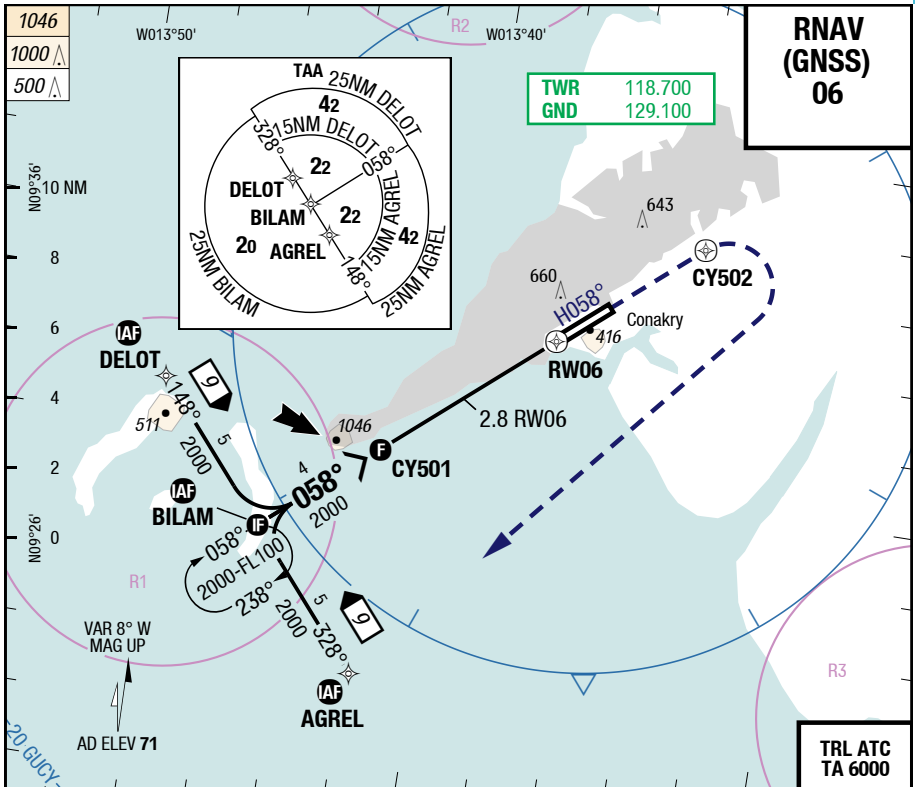 1046
1000
500
W013°50'
R2
W013°40'
RNAV
(GNSS)
06
TWR 118.700
GND 129.100
TAA 25NM DELOT
42
328°
15NM DELOT
22
058°
DELOT
BILAM
22
15NM AGREL
42
20
AGREL
148°
25NM BILAM
25NM AGREL
N09°36'
10 NM
8
6
4
2
0
N09°26'
643
660
CY502
H058°
Conakry
416
RW06
2.8 RW06
IAF
DELOT
148°
9
511
5
2000
1046
F
CY501
4
058°
2000
IAF
BILAM
IF
058°
2000-FL100
238°
R1
5
2000
328°
9
IAF
AGREL
VAR 8° W
MAG UP
AD ELEV 71
20 GUCY
R3
TRL ATC
TA 6000